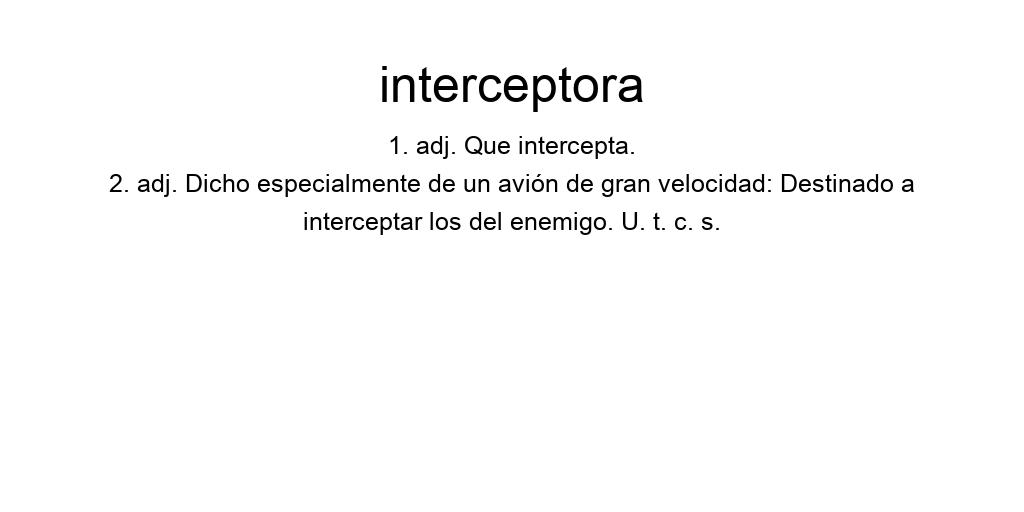 interceptora
1. adj. Que intercepta.
2. adj. Dicho especialmente de un avión de gran velocidad: Destinado a
interceptar los del enemigo. U. t. c. s.